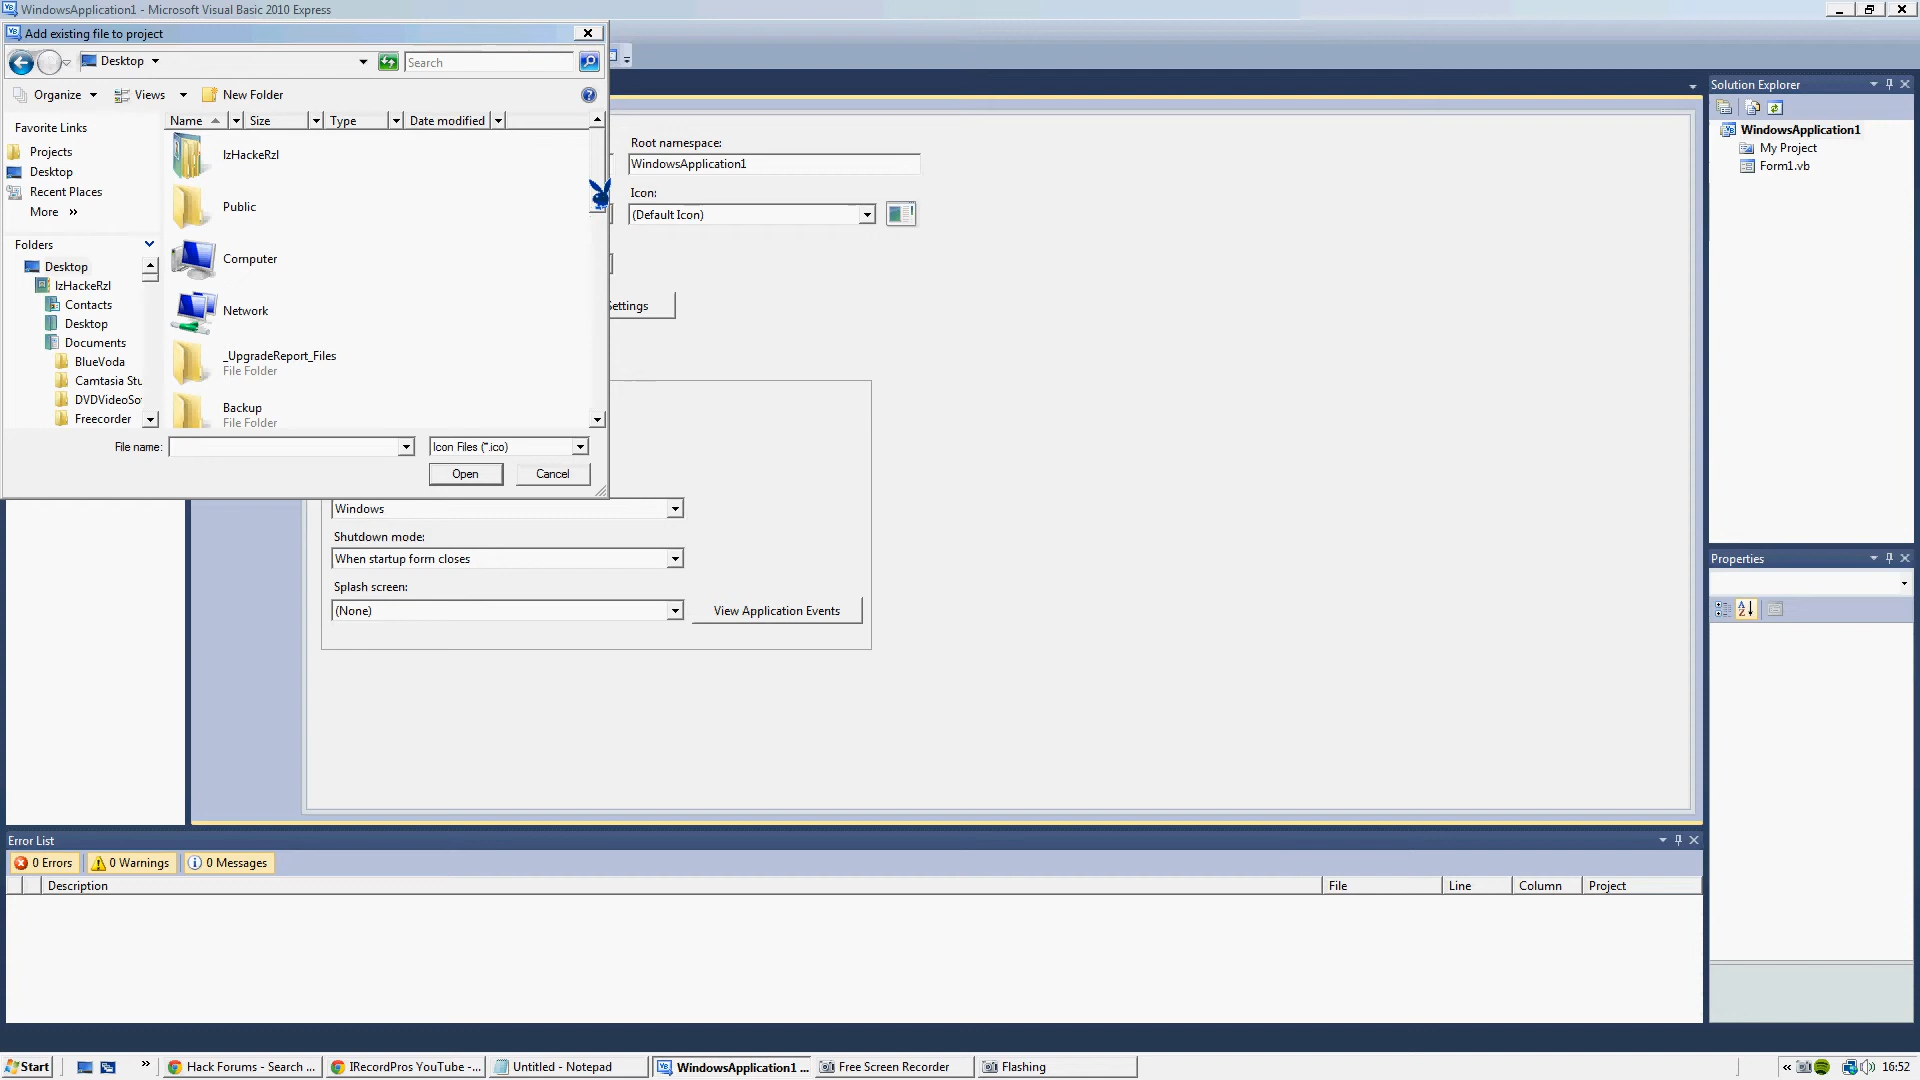 WindowsApplication1 - Microsoft Visual Basic 2010 Express
Add existing file to project
Desktop
Search
Organize
Views
New Folder
Name
Size
Type
Date modified
Favorite Links
Projects
Desktop
Recent Places
More »
Folders
Desktop
IzHackeRzl
Contacts
Desktop
Documents
BlueVoda
Camtasia Stu
DVDVideoSo
Freecorder
IzHackeRzl
Public
Computer
Network
_UpgradeReport_Files
File Folder
Backup
File Folder
File name:
Icon Files (*.ico)
Open
Cancel
Root namespace:
WindowsApplication1
Icon:
(Default Icon)
Settings
Windows
Shutdown mode:
When startup form closes
Splash screen:
(None)
View Application Events
Solution Explorer
WindowsApplication1
My Project
Form1.vb
Properties
Error List
0 Errors
0 Warnings
0 Messages
Description
File
Line
Column
Project
Start
»
Hack Forums - Search ...
IRecordPros YouTube -...
Untitled - Notepad
WindowsApplication1 ...
Free Screen Recorder
Flashing
«
16:52